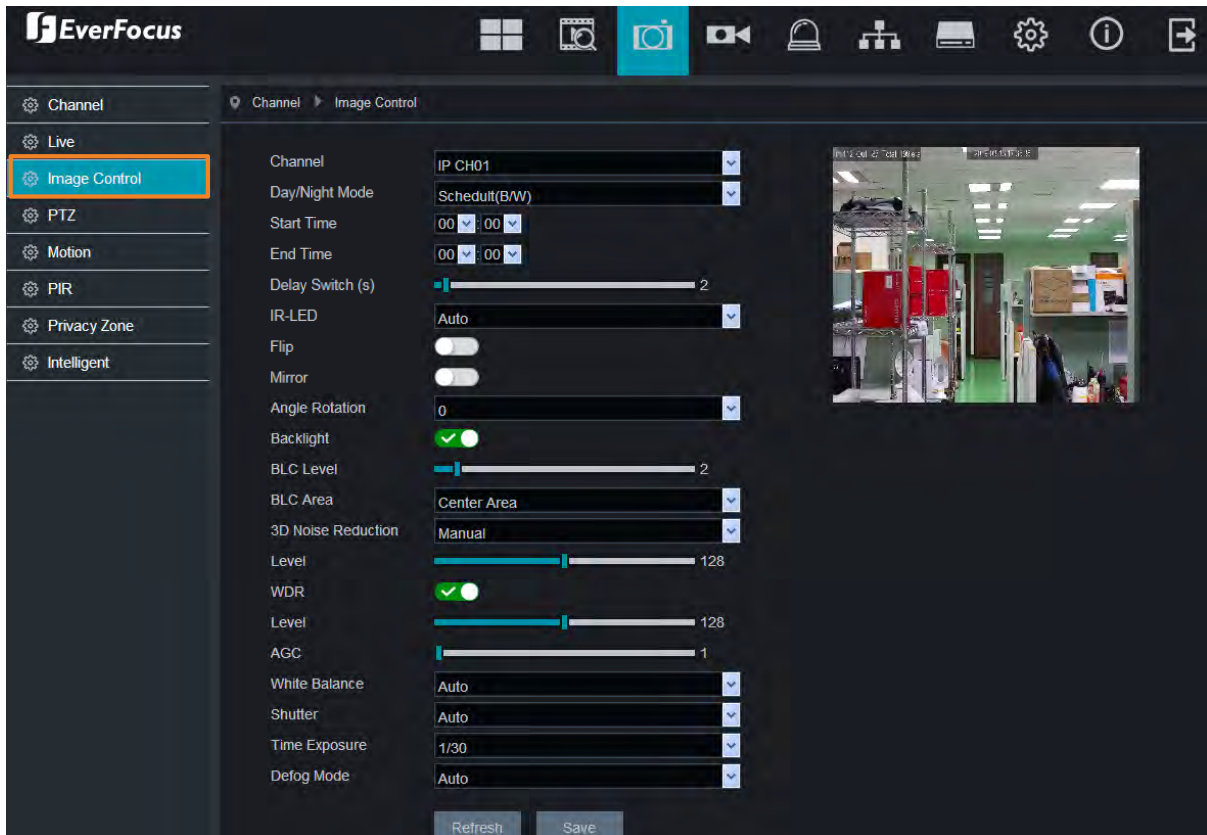 EverFocus
Channel
Live
Image Control
PTZ
Motion
PIR
Privacy Zone
Intelligent
Channel Image Control
Channel IP CH01
Day/Night Mode Schedult(B/W)
Start Time 00 : 00
End Time 00 : 00
Delay Switch (s) 2
IR-LED Auto
Flip
Mirror
Angle Rotation 0
Backlight
BLC Level 2
BLC Area Center Area
3D Noise Reduction Manual
Level 128
WDR
Level 128
AGC 1
White Balance Auto
Shutter Auto
Time Exposure 1/30
Defog Mode Auto
Refresh Save